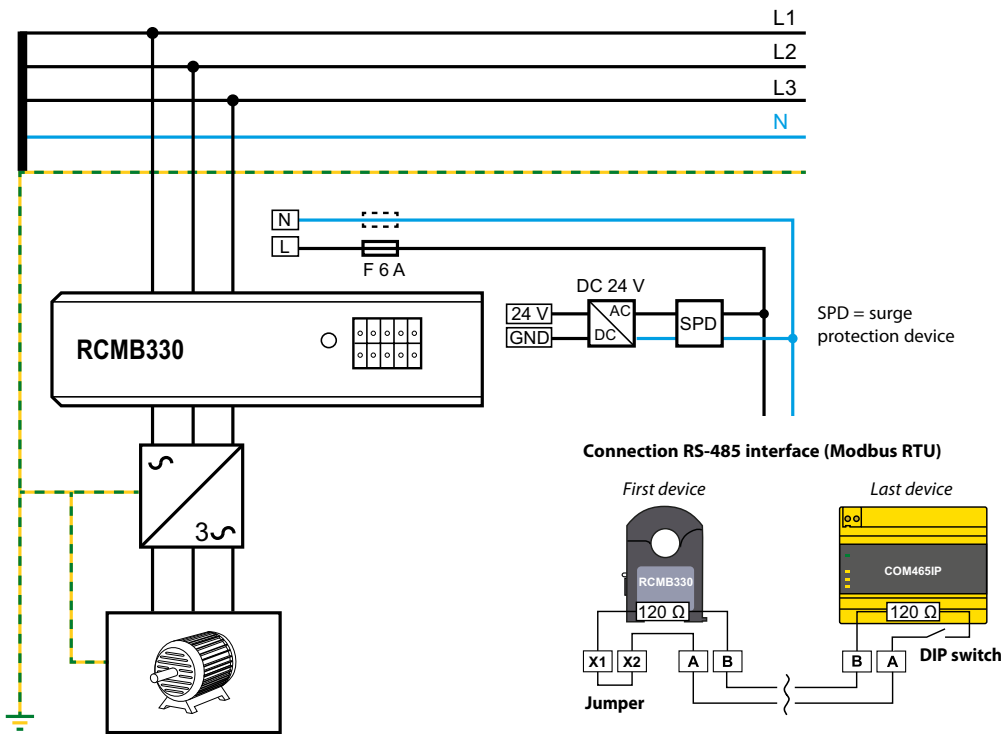 L1
L2
L3
N
N
L
F 6 A
DC 24 V
24 V
GND
AC
DC
SPD
SPD = surge
protection device
RCMB330
3
Connection RS-485 interface (Modbus RTU)
First device
Last device
RCMB330
COM465IP
120 Ω
120 Ω
X1
X2
A
B
B
A
DIP switch
Jumper